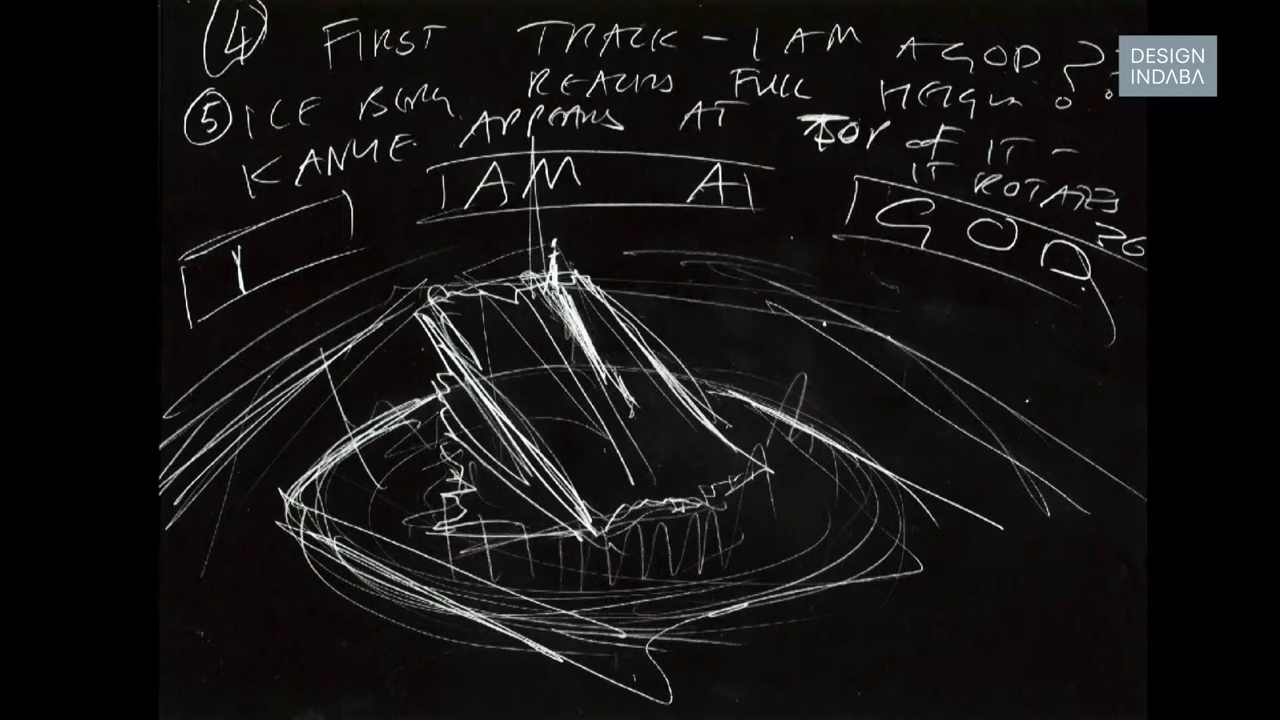 ④ FIRST TRACK - I AM A GOD ??
⑤ ICE BERG REACHES FULL HEIGHT
KANYE APPEARS AT TOP OF IT -
IT ROTATES
I AM A
GOD
DESIGN
INDABA